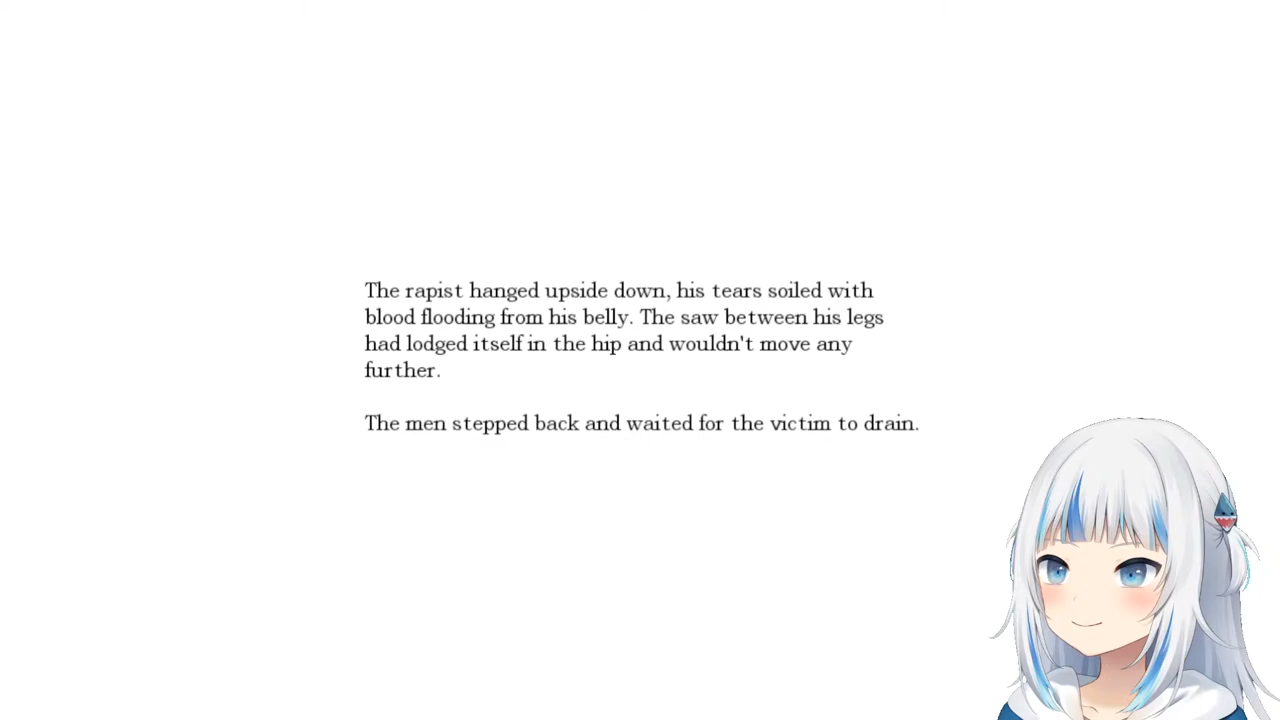 The rapist hanged upside down, his tears soiled with
blood flooding from his belly. The saw between his legs
had lodged itself in the hip and wouldn't move any
further.
The men stepped back and waited for the victim to drain.